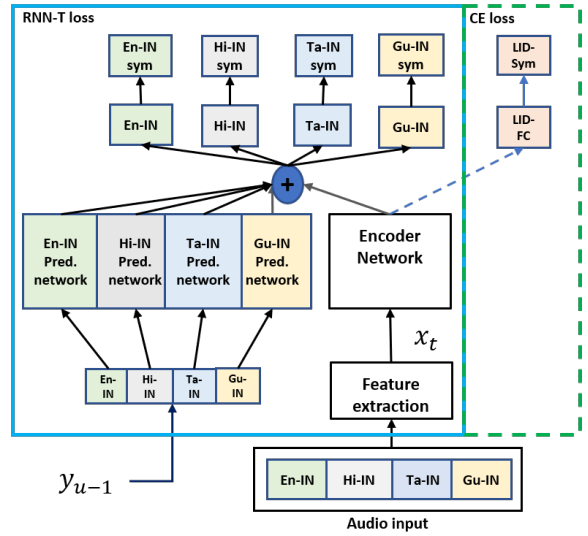 RNN-T loss
CE loss
En-IN
sym
Hi-IN
sym
Ta-IN
sym
Gu-IN
sym
LID-
Sym
En-IN
Hi-IN
Ta-IN
Gu-IN
LID-
FC
+
En-IN
Pred.
network
Hi-IN
Pred.
network
Ta-IN
Pred.
network
Gu-IN
Pred.
network
Encoder
Network
x_t
En-
IN
Hi-
IN
Ta-
IN
Gu-
IN
Feature
extraction
y_{u-1}
En-IN
Hi-IN
Ta-IN
Gu-IN
Audio input